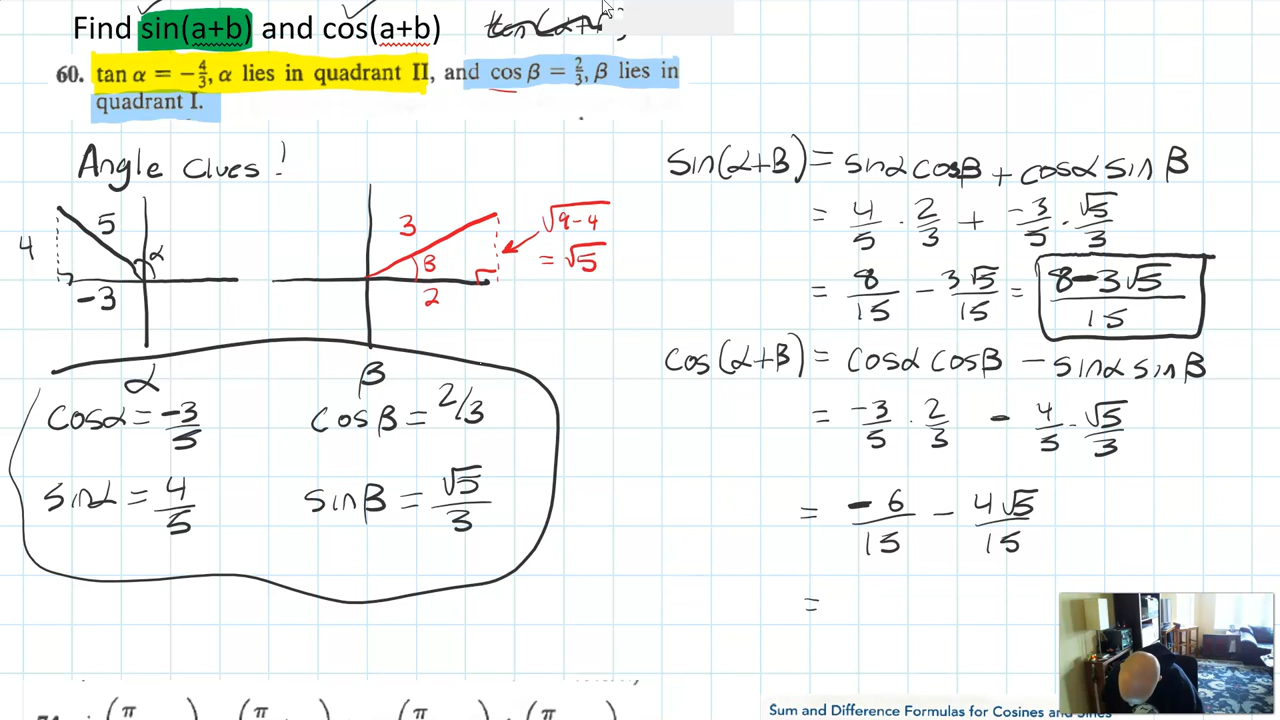 Find sin(a+b) and cos(a+b) tan(α+
60. tan α = −4/3, α lies in quadrant II, and cos β = 2/3, β lies in
quadrant I.
Angle Clues!
4
5
α
-3
3
β
2
√9-4
= √5
α
β
cosα = -3/5
cosβ = 2/3
sinα = 4/5
sinβ = √5/3
sin(α+β) = sinα cosβ + cosα sinβ
= 4/5 · 2/3 + -3/5 · √5/3
= 8/15 - 3√5/15 = 8-3√5/15
cos(α+β) = cosα cosβ - sinα sinβ
= -3/5 · 2/3 - 4/5 · √5/3
= -6/15 - 4√5/15
=
Sum and Difference Formulas for Cosines and Sines